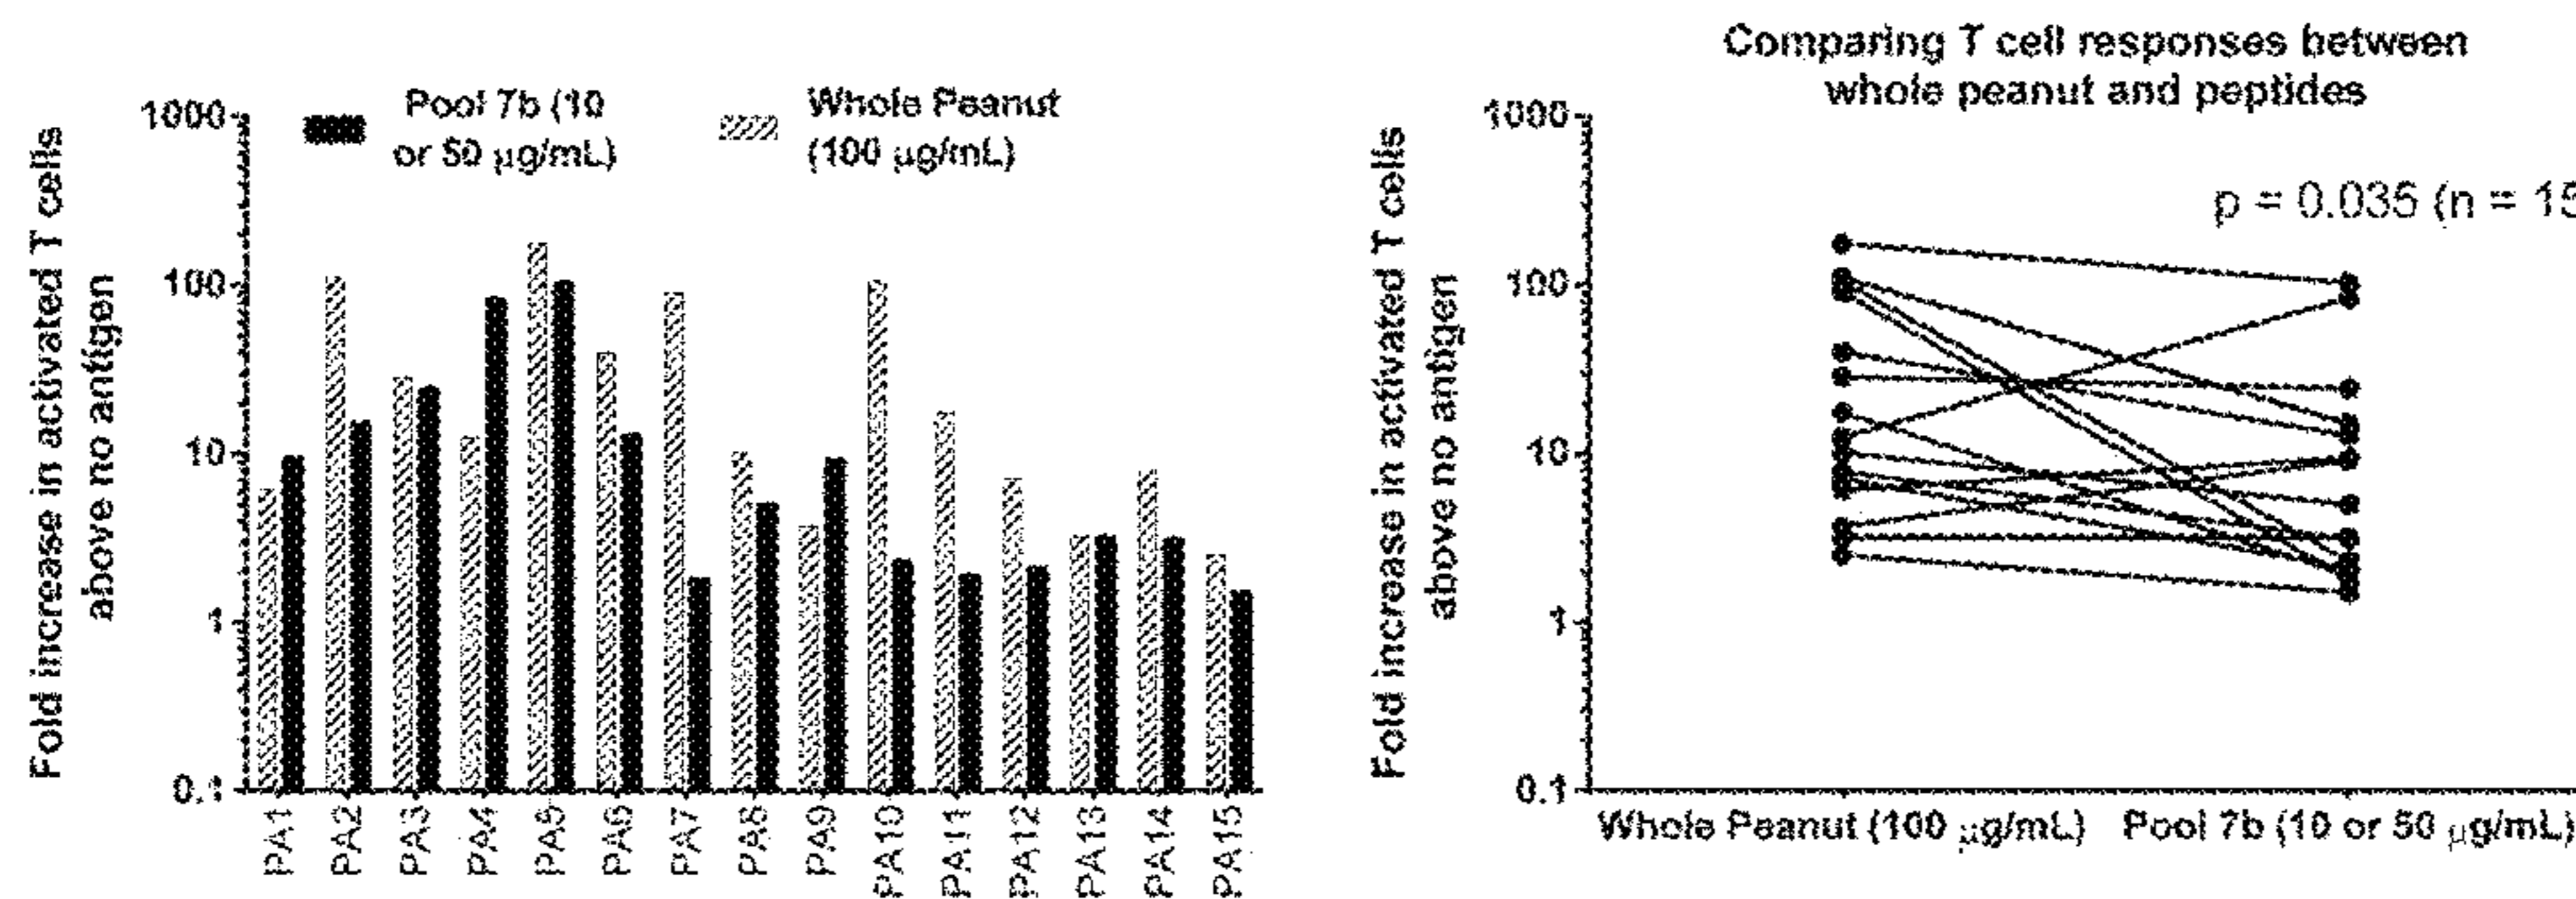 Fold increase in activated T cells
above no antigen
1000
100
10
1
0.1
Pool 7b (10
or 50 μg/mL)
Whole Peanut
(100 μg/mL)
PA1
PA2
PA3
PA4
PA5
PA6
PA7
PA8
PA9
PA10
PA11
PA12
PA13
PA14
PA15
Comparing T cell responses between
whole peanut and peptides
p = 0.035 (n = 15
Fold increase in activated T cells
above no antigen
1000
100
10
1
0.1
Whole Peanut (100 μg/mL)
Pool 7b (10 or 50 μg/mL)